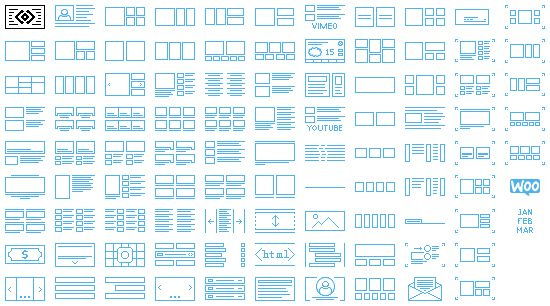 VIMEO
15
YOUTUBE
WOO
JAN
FEB
MAR
$
<html>
...
...